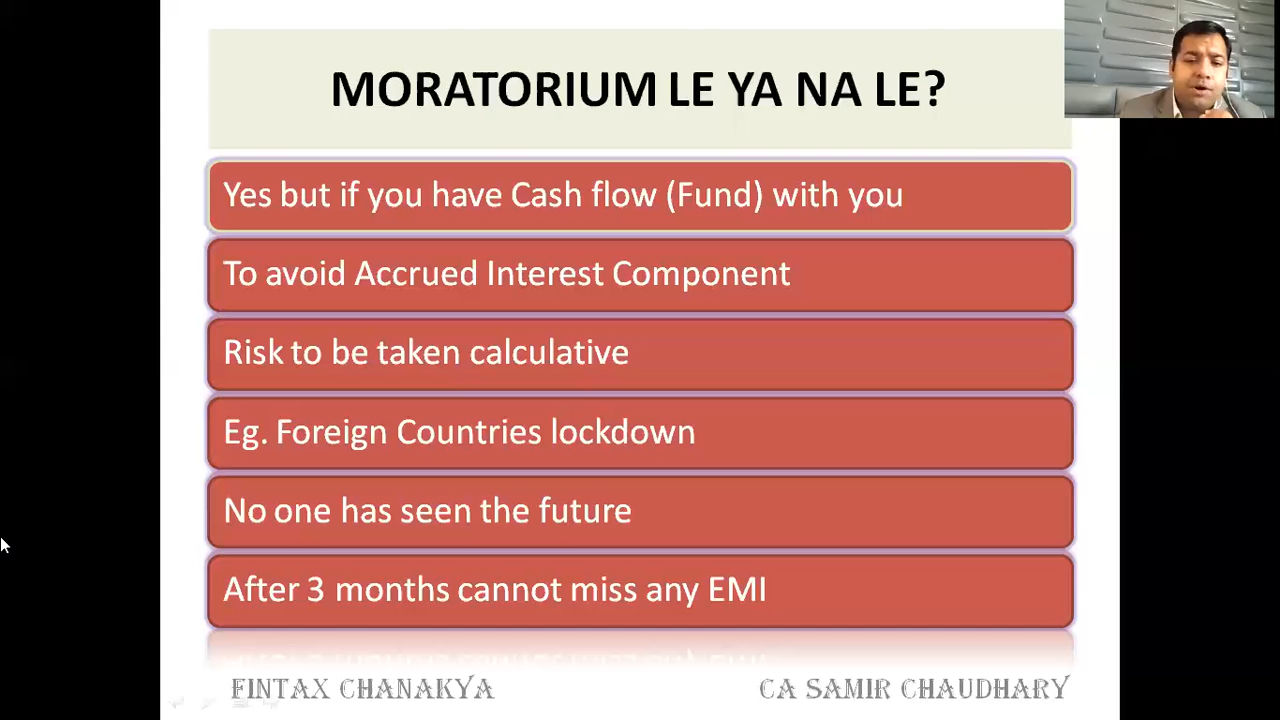 MORATORIUM LE YA NA LE?
Yes but if you have Cash flow (Fund) with you
To avoid Accrued Interest Component
Risk to be taken calculative
Eg. Foreign Countries lockdown
No one has seen the future
After 3 months cannot miss any EMI
FINTAX CHANAKYA
CA SAMIR CHAUDHARY